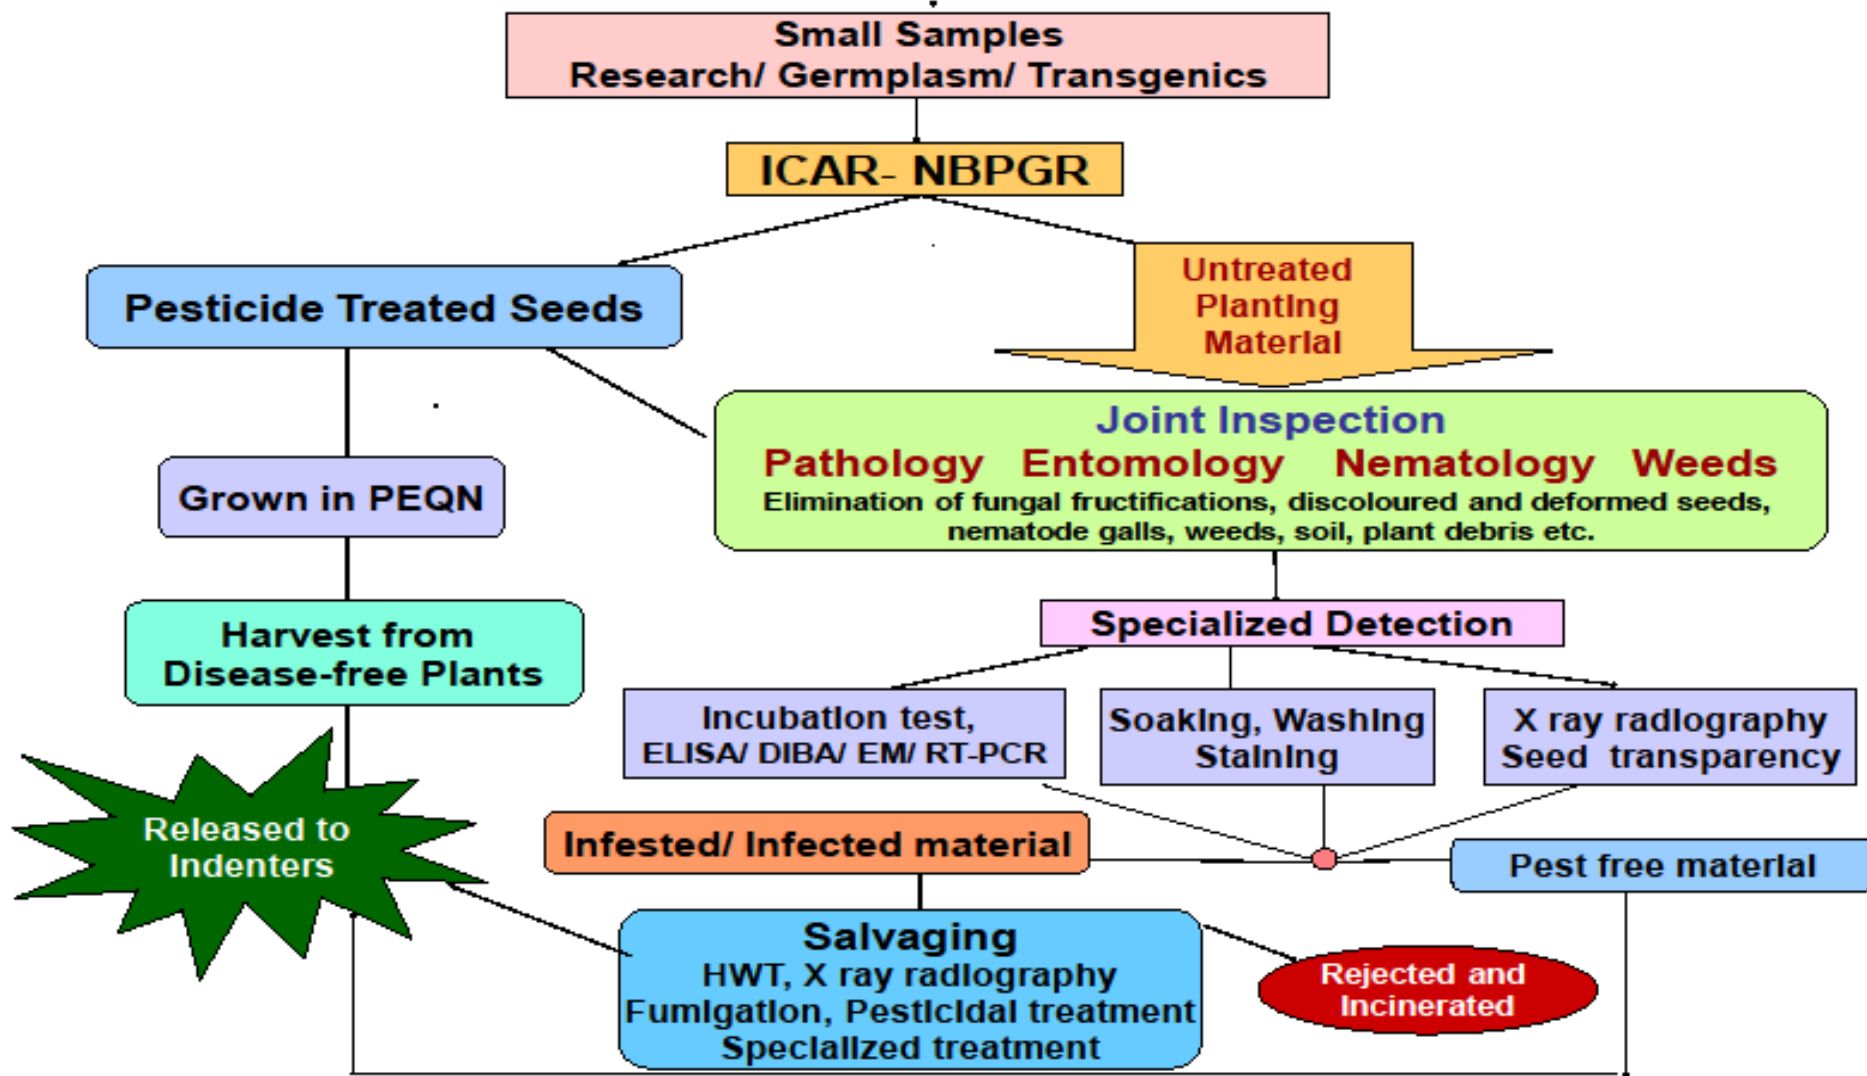 Small Samples
Research/ Germplasm/ Transgenics
ICAR- NBPGR
Pesticide Treated Seeds
Untreated
Planting
Material
Joint Inspection
Pathology Entomology Nematology Weeds
Elimination of fungal fructifications, discoloured and deformed seeds,
nematode galls, weeds, soil, plant debris etc.
Grown in PEQN
Harvest from
Disease-free Plants
Specialized Detection
Incubation test,
ELISA/ DIBA/ EM/ RT-PCR
Soaking, Washing
Staining
X ray radiography
Seed transparency
Released to
Indenters
Infested/ Infected material
Pest free material
Salvaging
HWT, X ray radiography
Fumigation, Pesticidal treatment
Specialized treatment
Rejected and
Incinerated